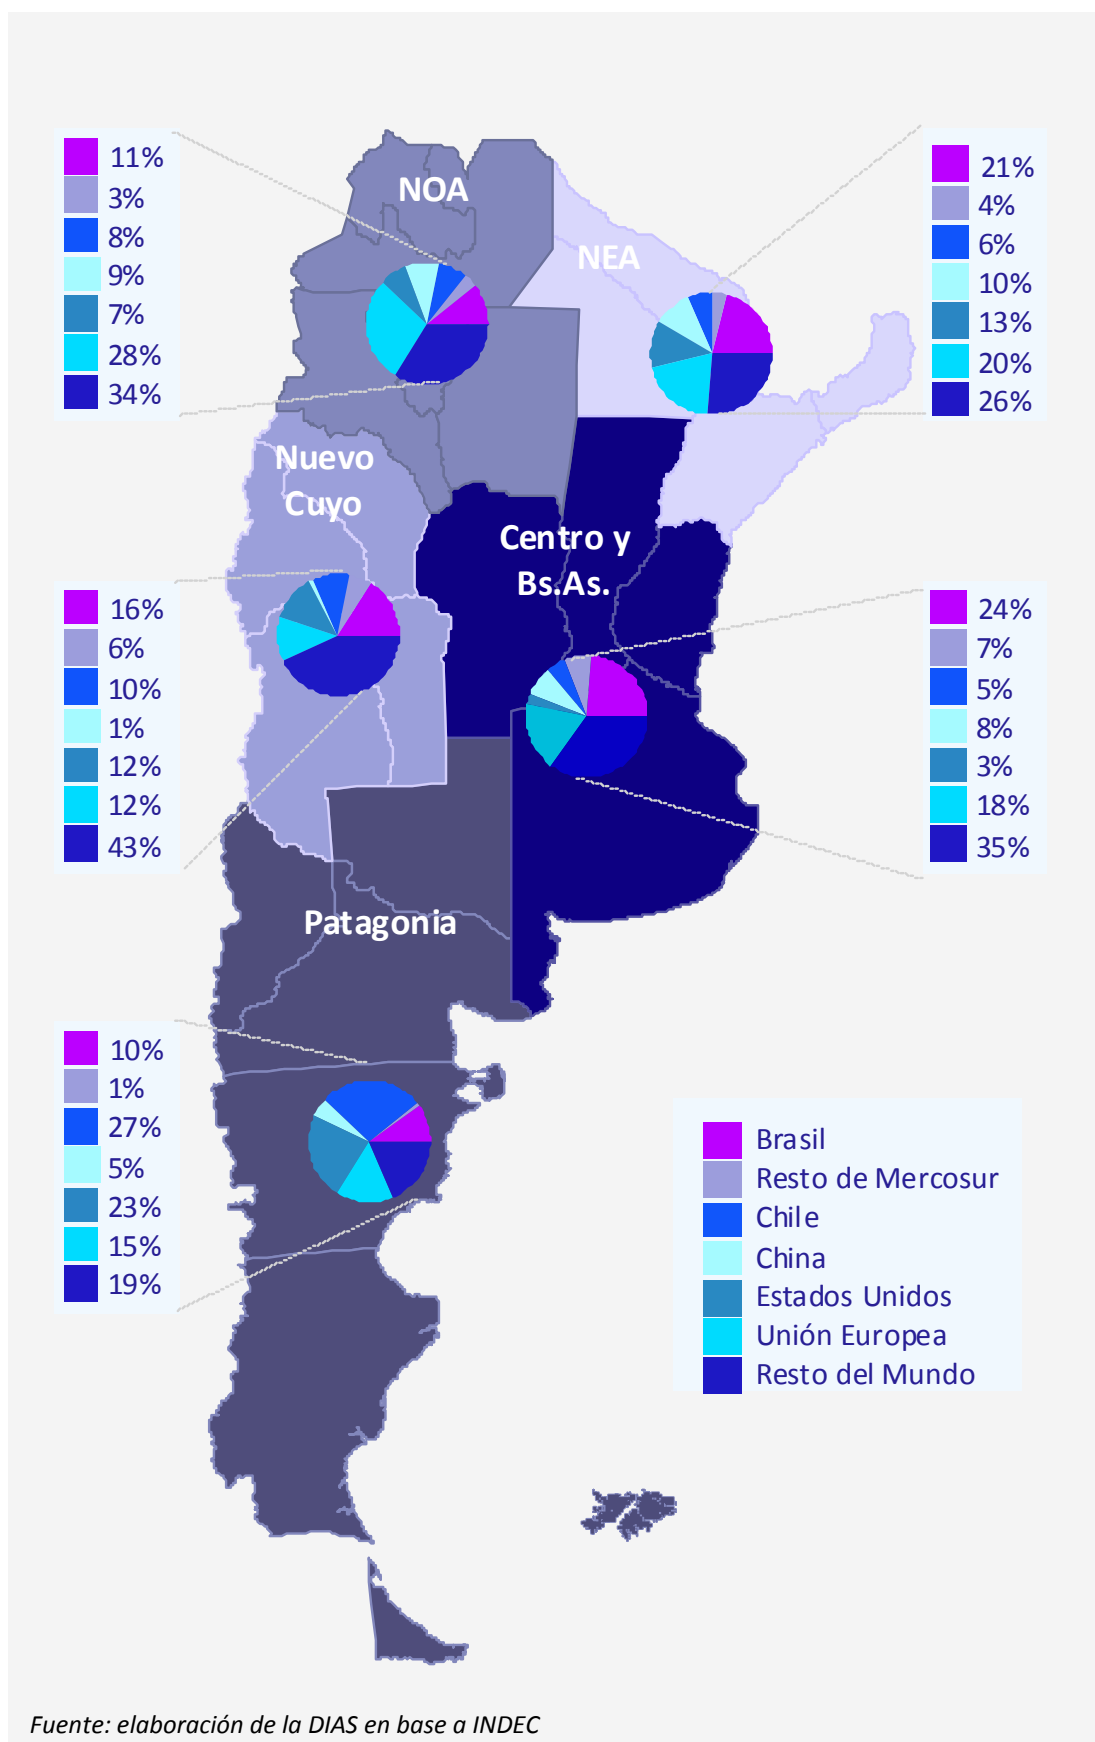 NOA
11%
3%
8%
9%
7%
28%
34%
NEA
21%
4%
6%
10%
13%
20%
26%
Nuevo
Cuyo
16%
6%
10%
1%
12%
12%
43%
Centro y
Bs.As.
24%
7%
5%
8%
3%
18%
35%
Patagonia
10%
1%
27%
5%
23%
15%
19%
Brasil
Resto de Mercosur
Chile
China
Estados Unidos
Unión Europea
Resto del Mundo
Fuente: elaboración de la DIAS en base a INDEC